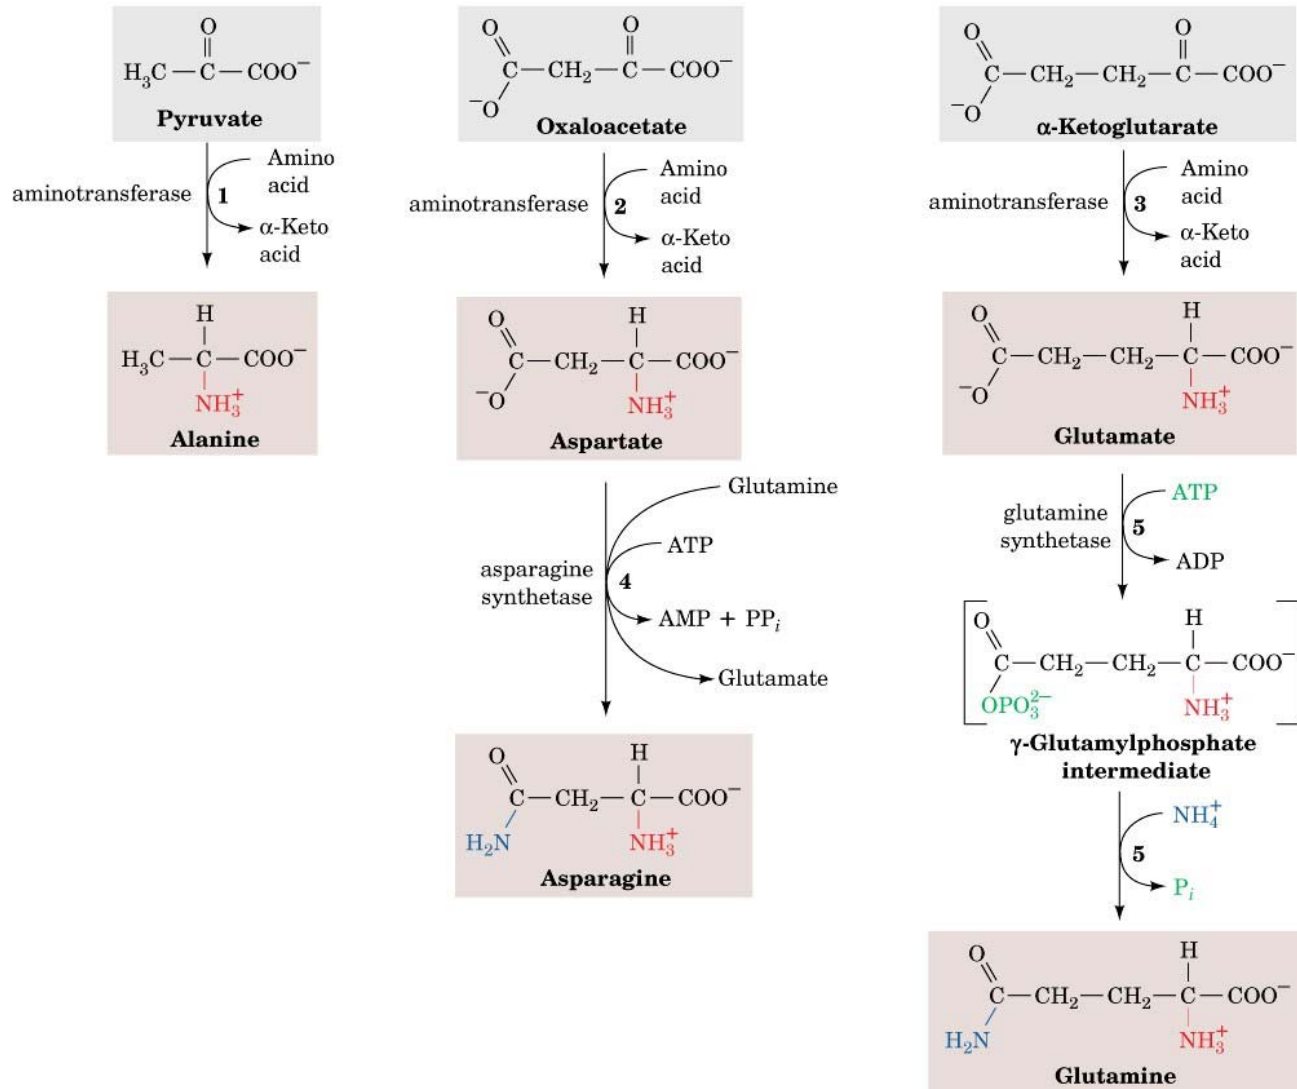 O
H₃C — C — COO⁻
Pyruvate
aminotransferase
1
Amino
acid
α-Keto
acid
H
H₃C — C — COO⁻
NH₃⁺
Alanine
O
O
C — CH₂ — C — COO⁻
⁻O
Oxaloacetate
aminotransferase
2
Amino
acid
α-Keto
acid
O
H
C — CH₂ — C — COO⁻
⁻O
NH₃⁺
Aspartate
Glutamine
ATP
asparagine
synthetase
4
AMP + PPᵢ
Glutamate
O
H
C — CH₂ — C — COO⁻
H₂N
NH₃⁺
Asparagine
O
O
C — CH₂ — CH₂ — C — COO⁻
⁻O
α-Ketoglutarate
aminotransferase
3
Amino
acid
α-Keto
acid
O
H
C — CH₂ — CH₂ — C — COO⁻
⁻O
NH₃⁺
Glutamate
ATP
glutamine
synthetase
5
ADP
O
H
C — CH₂ — CH₂ — C — COO⁻
OPO₃²⁻
NH₃⁺
γ-Glutamylphosphate
intermediate
NH₄⁺
5
Pᵢ
O
H
C — CH₂ — CH₂ — C — COO⁻
H₂N
NH₃⁺
Glutamine